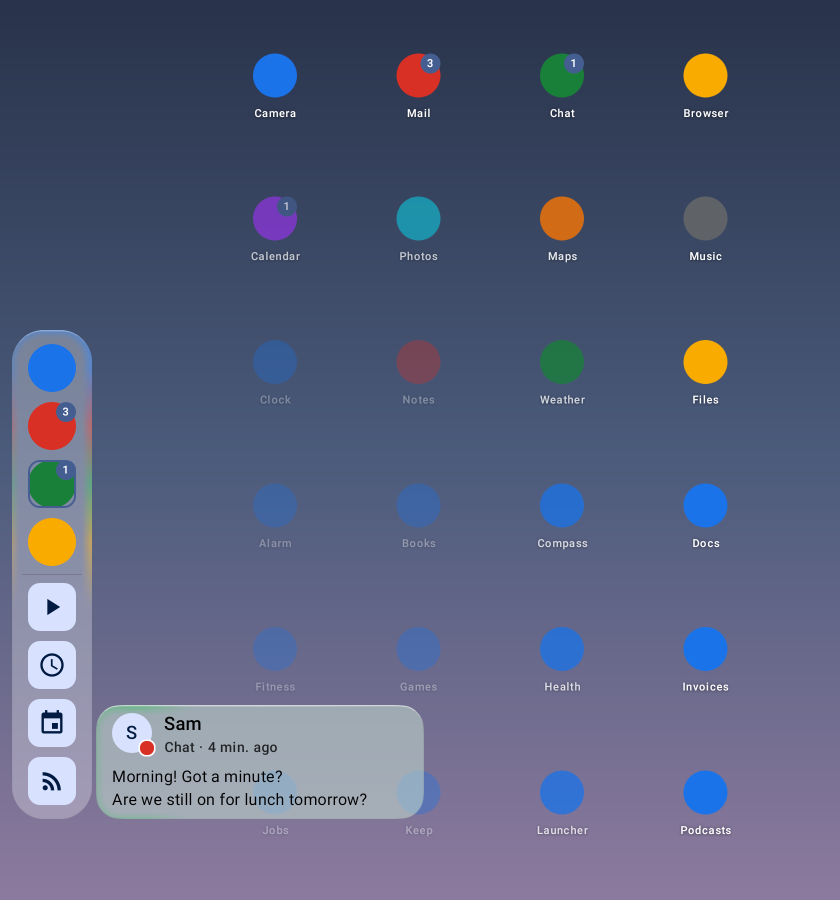 3
1
Camera
Mail
Chat
Browser
1
Calendar
Photos
Maps
Music
Clock
Notes
Weather
Files
3
1
Alarm
Books
Compass
Docs
Fitness
Games
Health
Invoices
S
Sam
Chat · 4 min. ago
Morning! Got a minute?
Are we still on for lunch tomorrow?
Jobs
Keep
Launcher
Podcasts